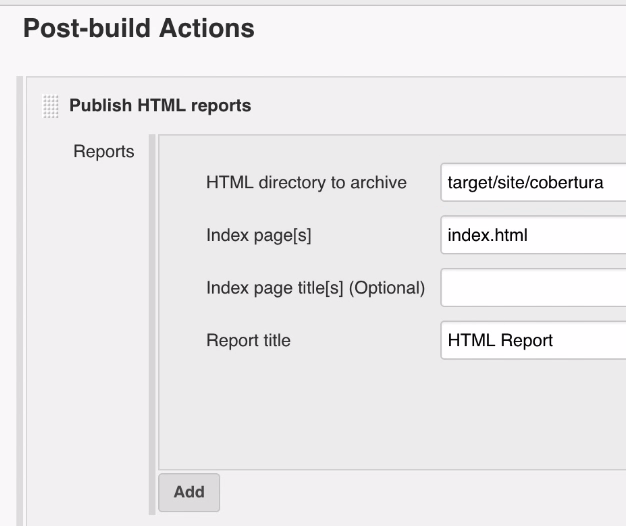 Post-build Actions
Publish HTML reports
Reports
HTML directory to archive target/site/cobertura
Index page[s] index.html
Index page title[s] (Optional)
Report title HTML Report
Add